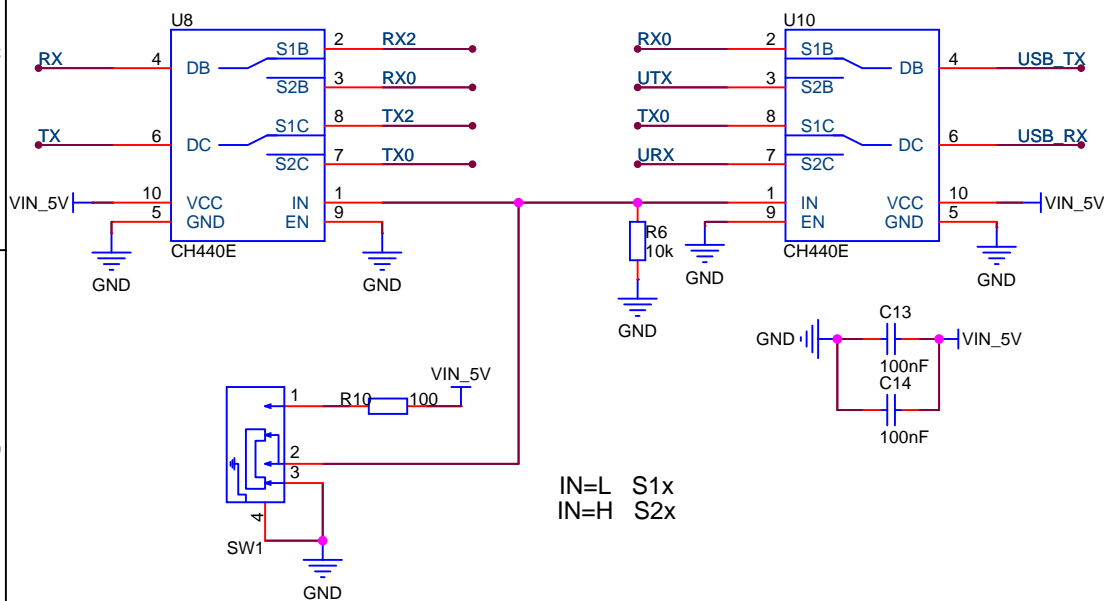 U8
RX
4
DB
S1B
2
RX2
S2B
3
RX0
S1C
8
TX2
TX
6
DC
S2C
7
TX0
VIN_5V
10
VCC
IN
1
5
GND
EN
9
CH440E
GND
GND
U10
RX0
2
S1B
DB
4
USB_TX
UTX
3
S2B
TX0
8
S1C
DC
6
USB_RX
URX
7
S2C
1
IN
VCC
10
VIN_5V
9
EN
GND
5
CH440E
GND
GND
R6
10k
GND
C13
GND
VIN_5V
100nF
C14
100nF
VIN_5V
1
R10
100
2
3
4
SW1
GND
IN=L S1x
IN=H S2x